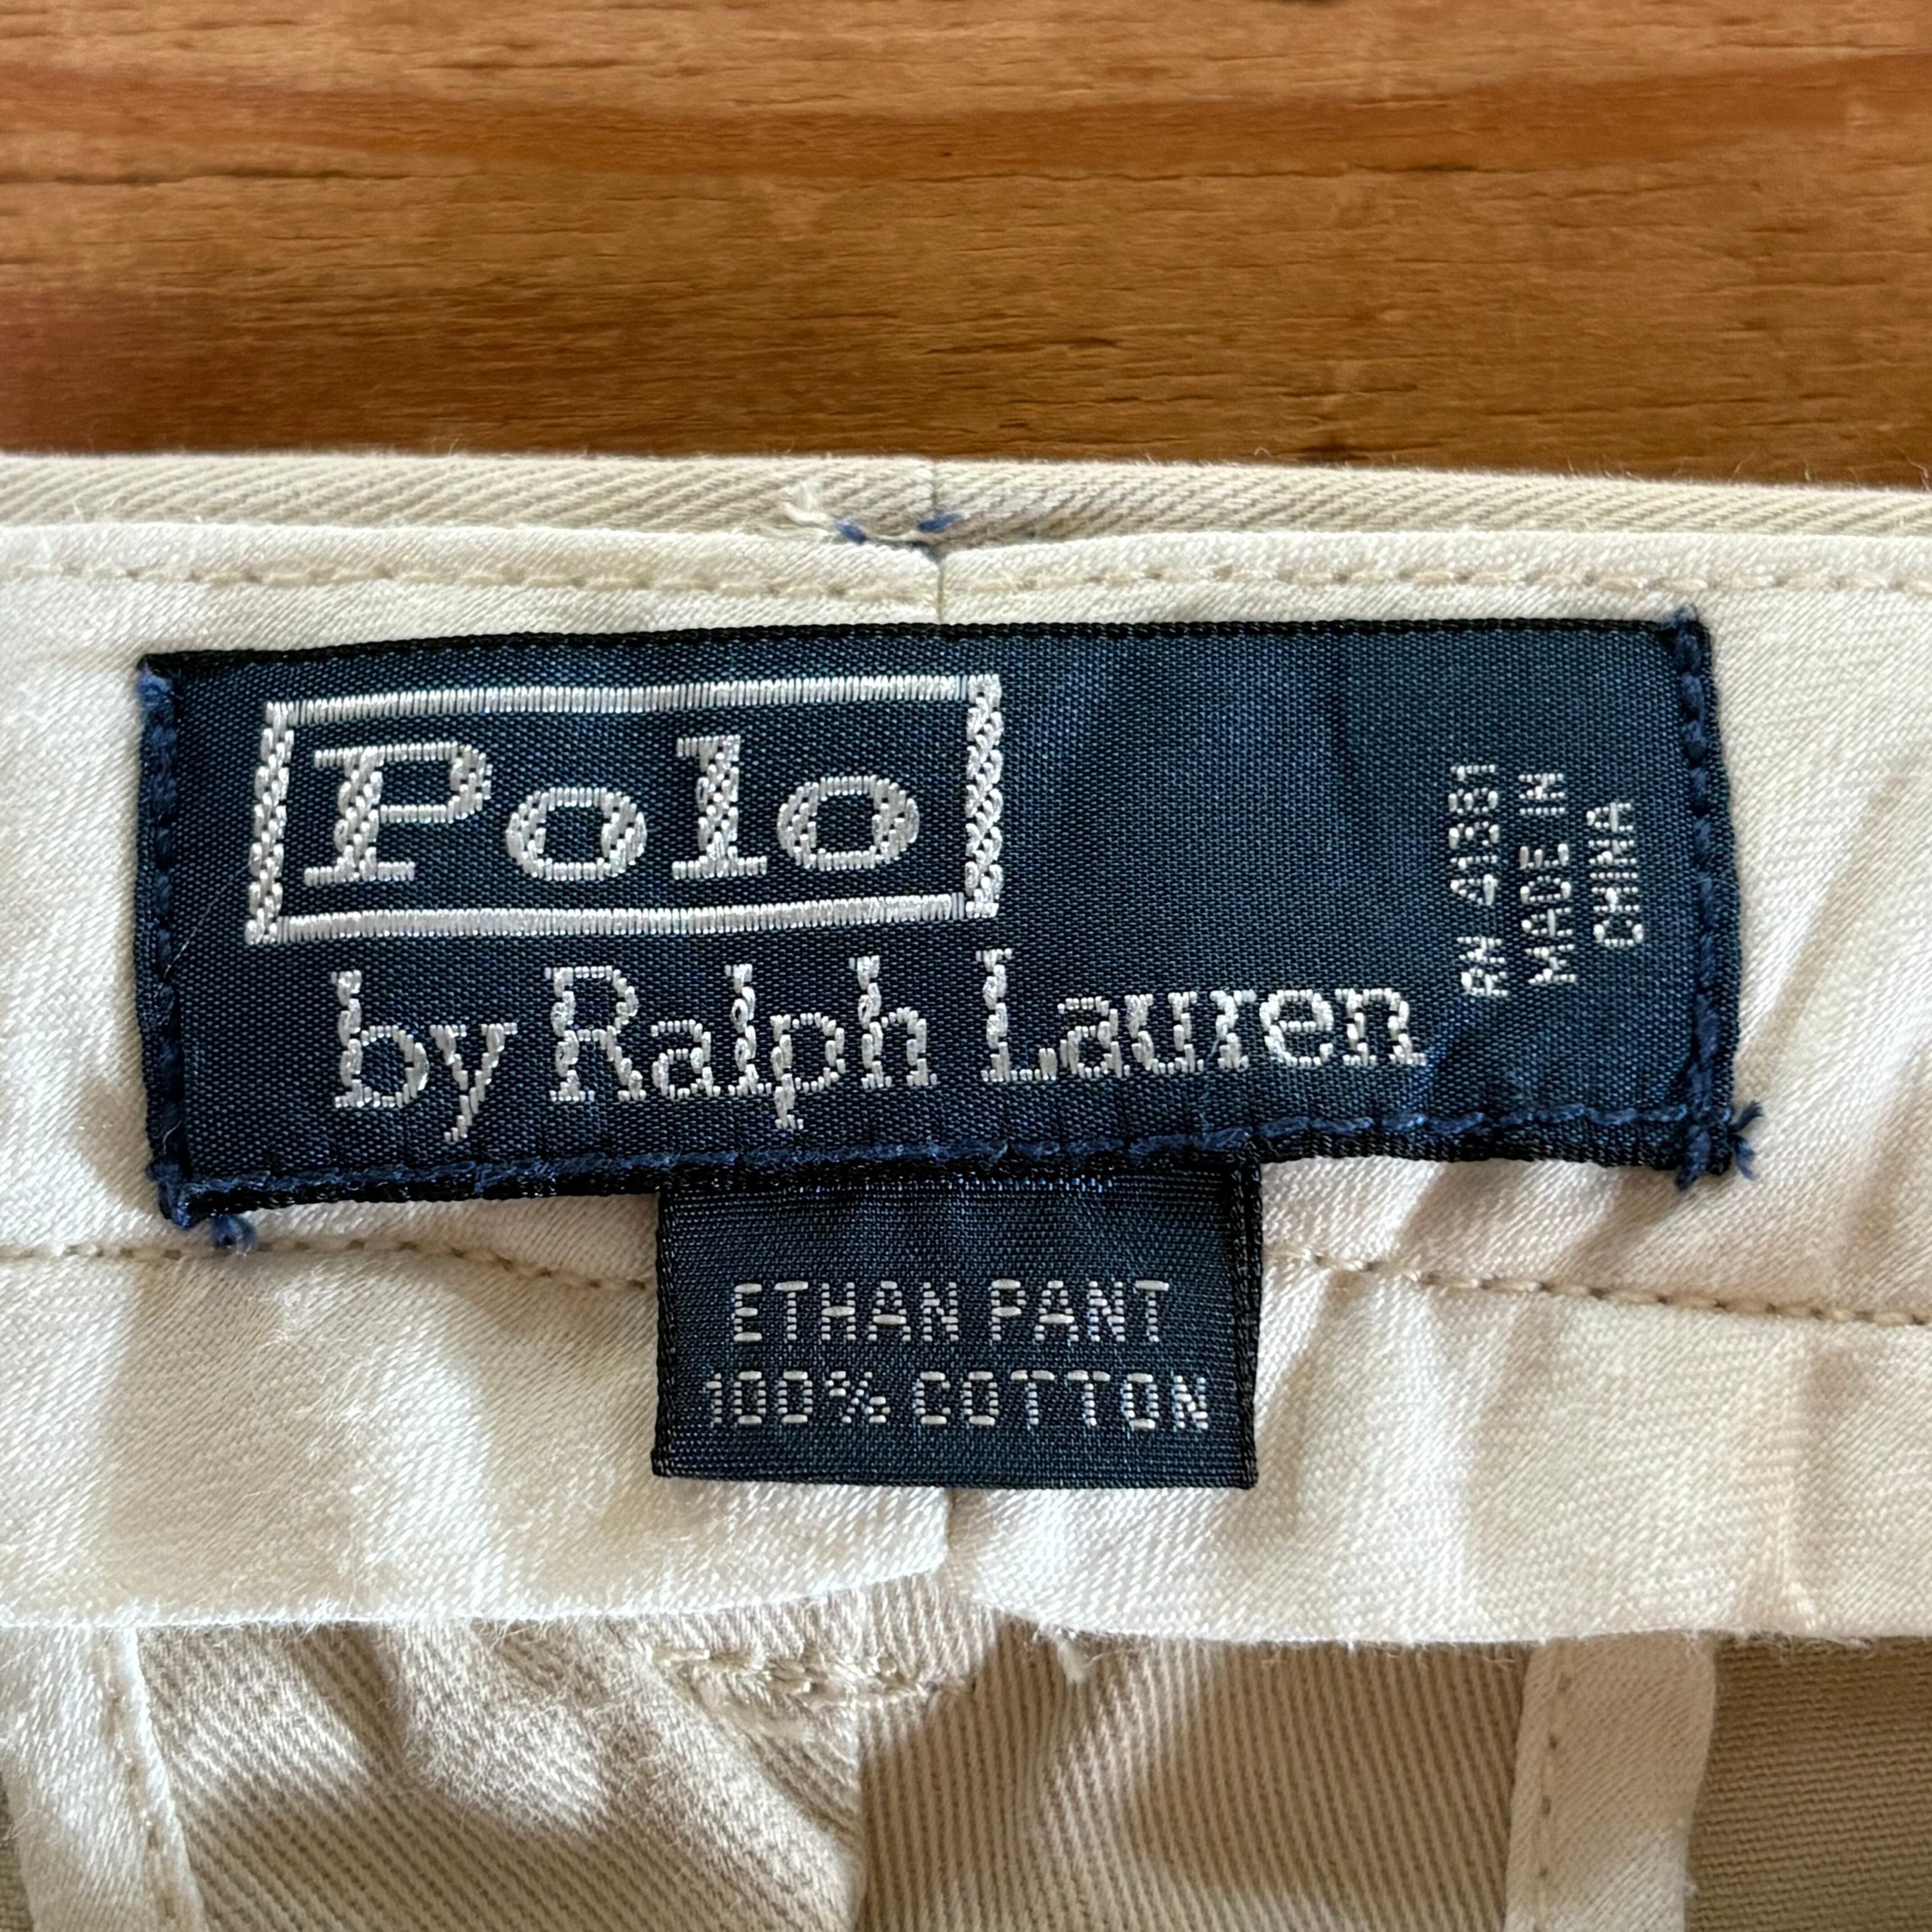 Polo
by Ralph Lauren
RN 41381
MADE IN
CHINA
ETHAN PANT
100% COTTON